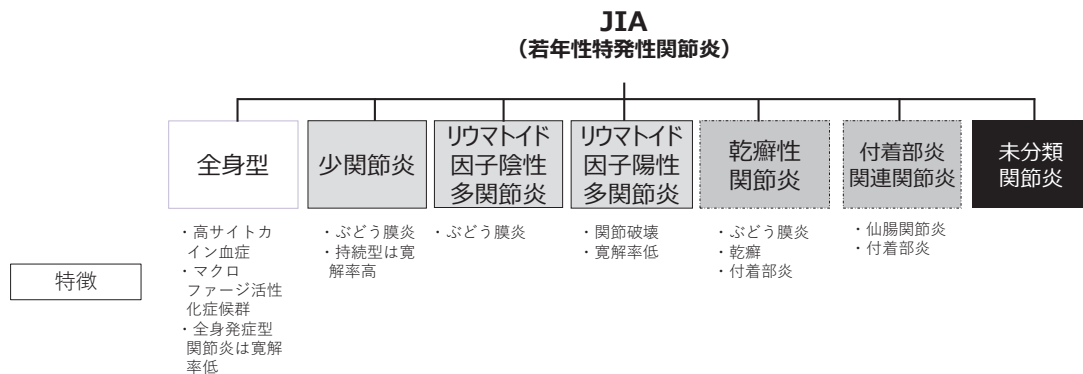 JIA
（若年性特発性関節炎）
全身型
少関節炎
リウマトイド
因子陰性
多関節炎
リウマトイド
因子陽性
多関節炎
乾癬性
関節炎
付着部炎
関連関節炎
未分類
関節炎
特徴
・高サイトカ
イン血症
・マクロ
ファージ活性
化症候群
・全身発症型
関節炎は寛解
率低
・ぶどう膜炎
・持続型は寛
解率高
・ぶどう膜炎
・関節破壊
・寛解率低
・ぶどう膜炎
・乾癬
・付着部炎
・仙腸関節炎
・付着部炎